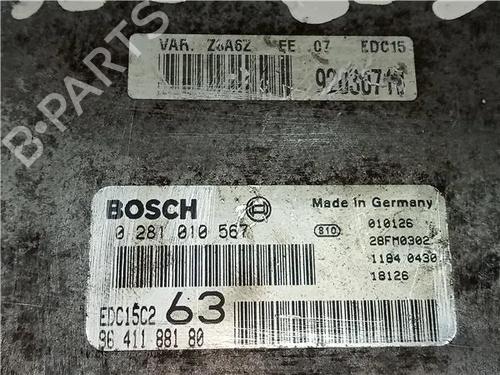 VAR. Z6A6Z EE 07 EDC15
B-PARTS
BOSCH
Made in Germany
0 281 010 567
810
010126
28FM0302
1184 0430
18126
EDC15C2 63
96 411 881 80